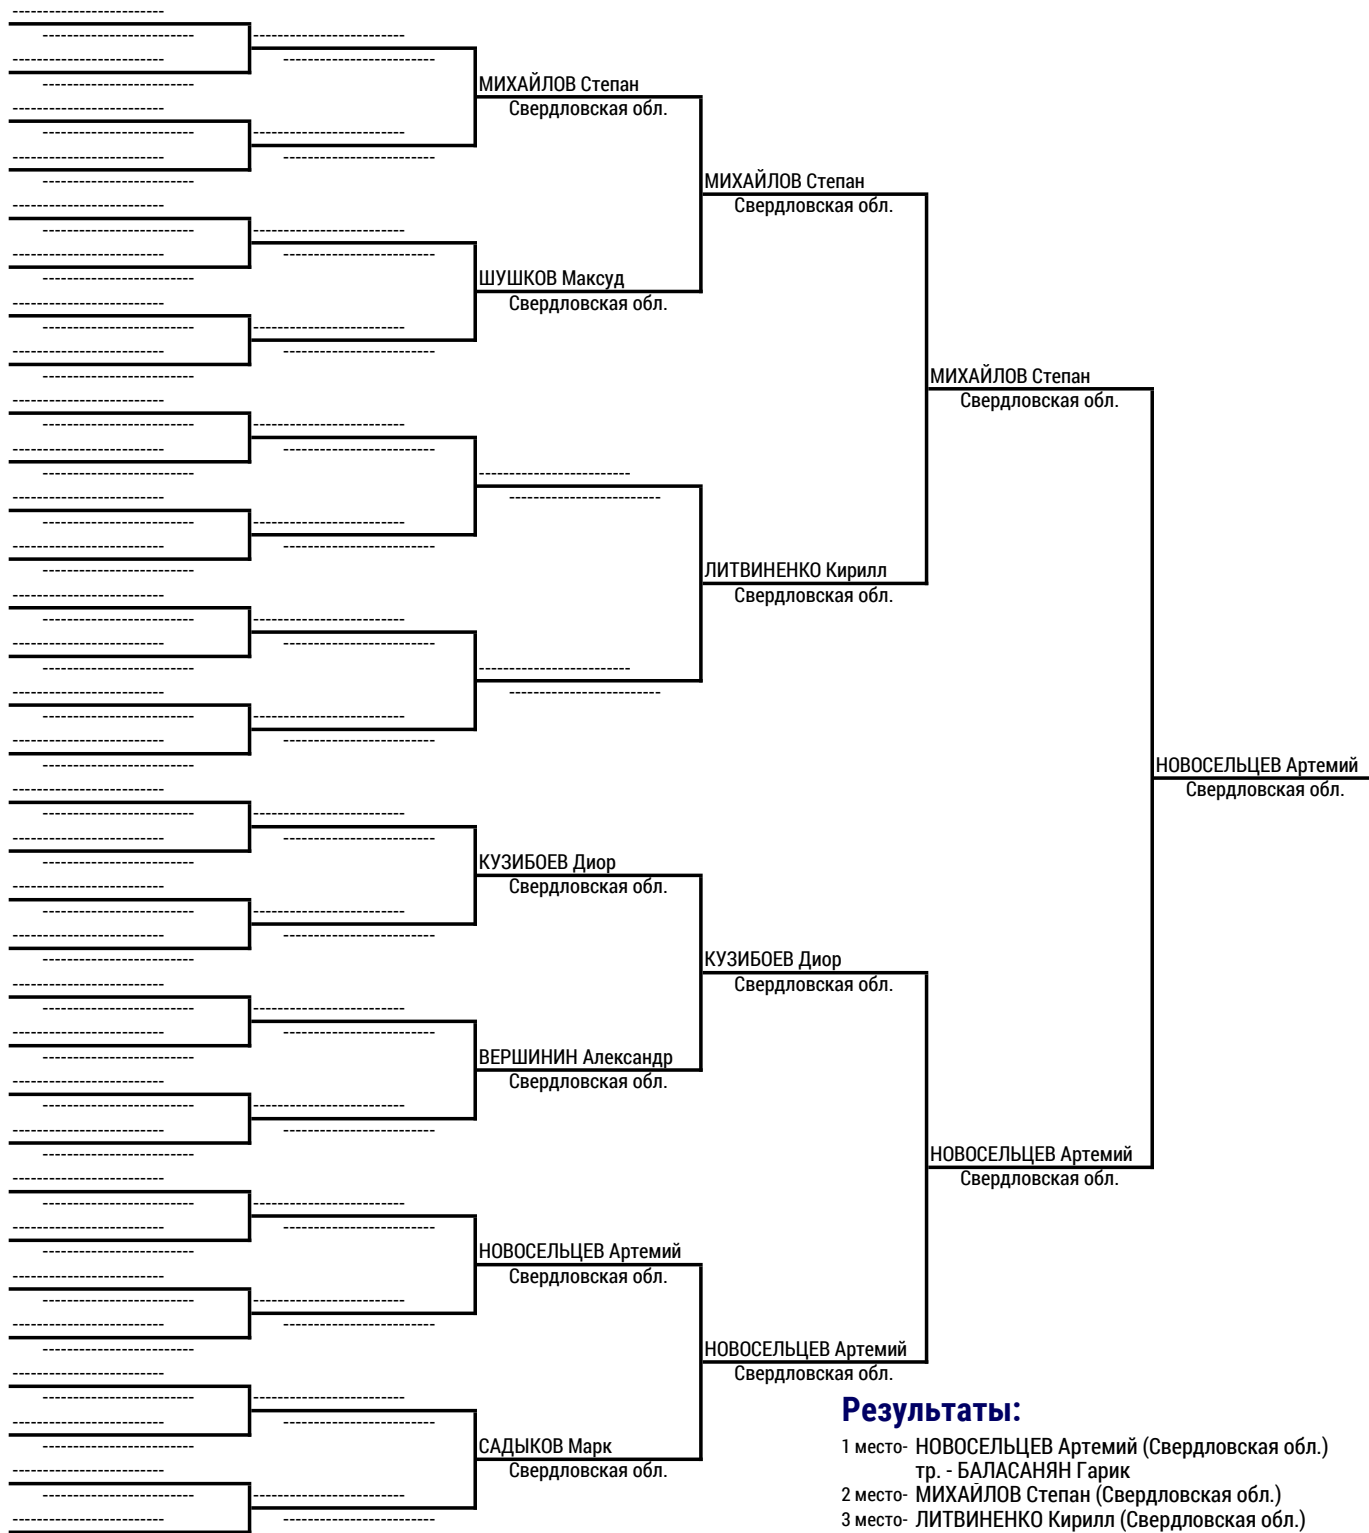 МИХАЙЛОВ Степан
Свердловская обл.
МИХАЙЛОВ Степан
Свердловская обл.
ШУШКОВ Максуд
Свердловская обл.
МИХАЙЛОВ Степан
Свердловская обл.
ЛИТВИНЕНКО Кирилл
Свердловская обл.
НОВОСЕЛЬЦЕВ Артемий
Свердловская обл.
КУЗИБОЕВ Диор
Свердловская обл.
КУЗИБОЕВ Диор
Свердловская обл.
ВЕРШИНИН Александр
Свердловская обл.
НОВОСЕЛЬЦЕВ Артемий
Свердловская обл.
НОВОСЕЛЬЦЕВ Артемий
Свердловская обл.
НОВОСЕЛЬЦЕВ Артемий
Свердловская обл.
САДЫКОВ Марк
Свердловская обл.
Результаты:
1 место- НОВОСЕЛЬЦЕВ Артемий (Свердловская обл.)
тр. - БАЛАСАНЯН Гарик
2 место- МИХАЙЛОВ Степан (Свердловская обл.)
3 место- ЛИТВИНЕНКО Кирилл (Свердловская обл.)